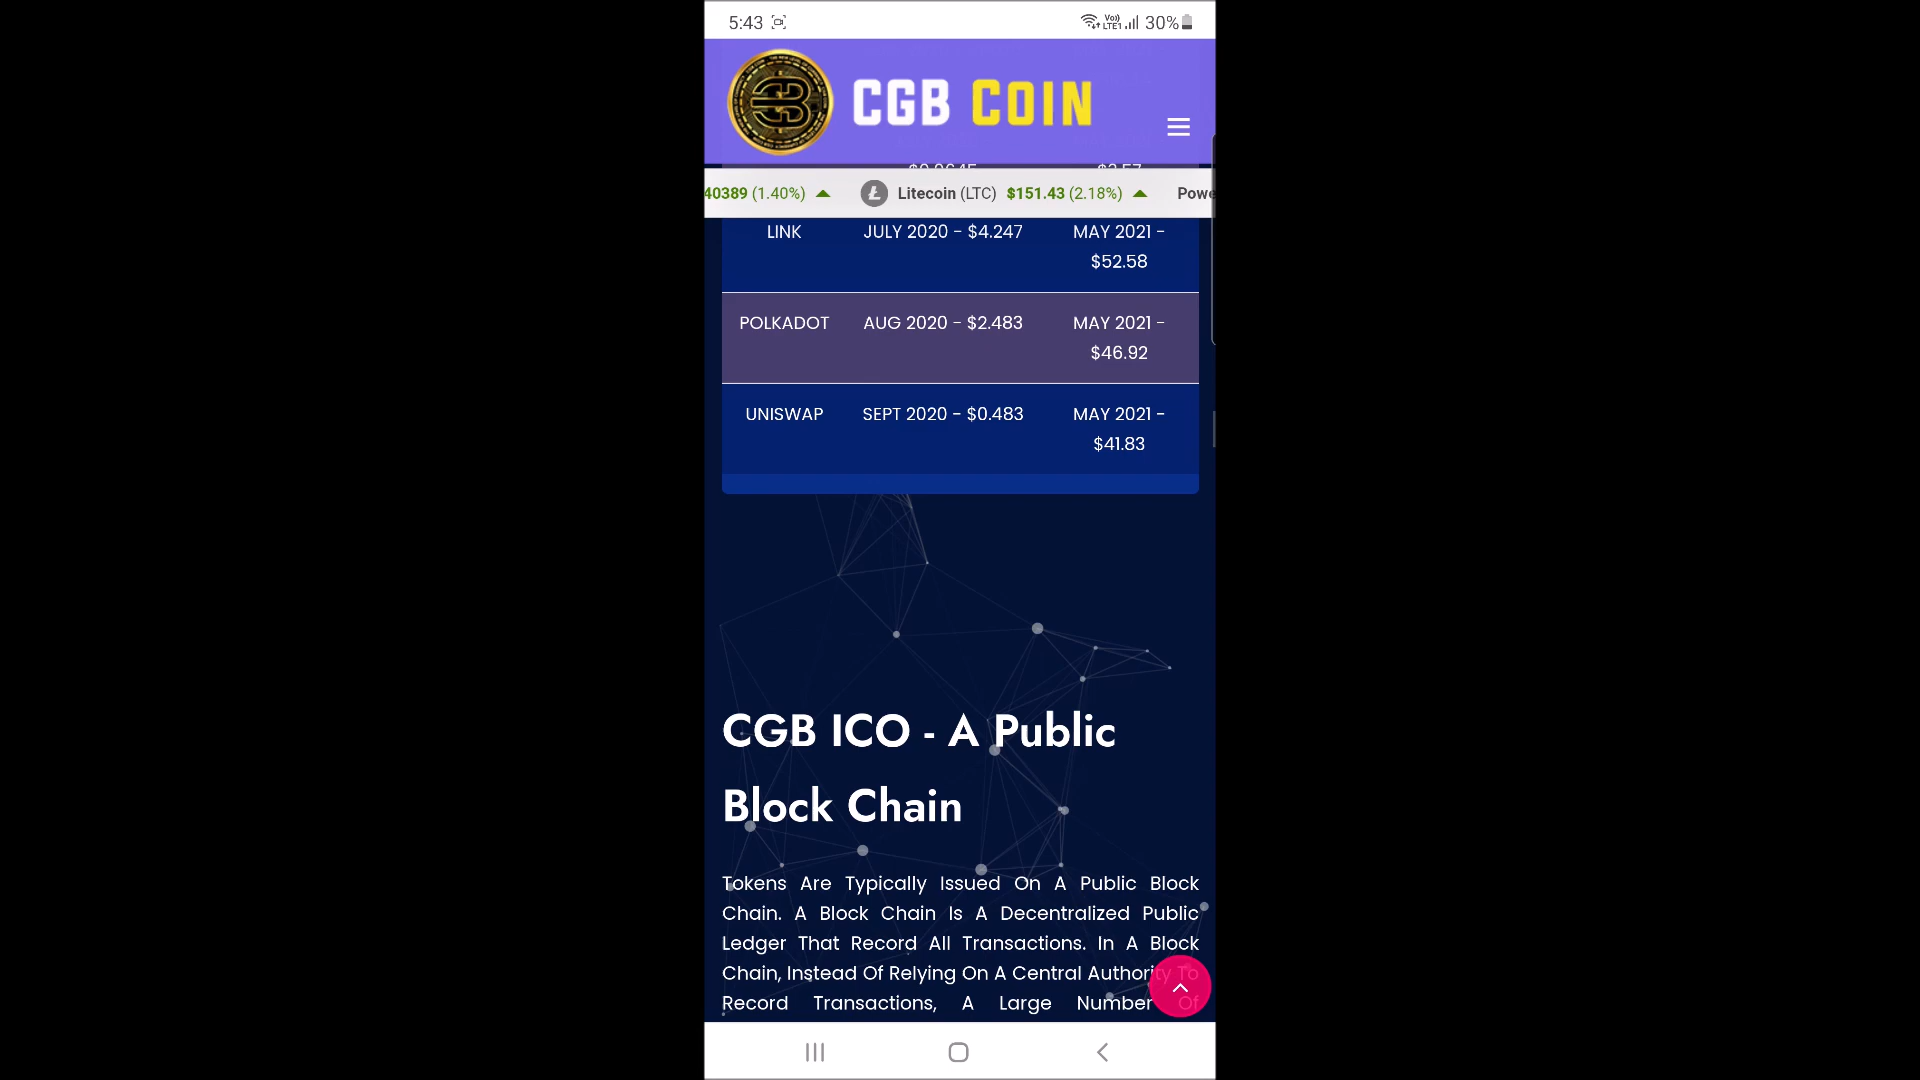 5:43 30%
CGB COIN
40389 (1.40%) Litecoin (LTC) $151.43 (2.18%) Powe
LINK JULY 2020 - $4.247 MAY 2021 -
$52.58
POLKADOT AUG 2020 - $2.483 MAY 2021 -
$46.92
UNISWAP SEPT 2020 - $0.483 MAY 2021 -
$41.83
CGB ICO - A Public
Block Chain
Tokens Are Typically Issued On A Public Block
Chain. A Block Chain Is A Decentralized Public
Ledger That Record All Transactions. In A Block
Chain, Instead Of Relying On A Central Authority To
Record Transactions, A Large Number Of